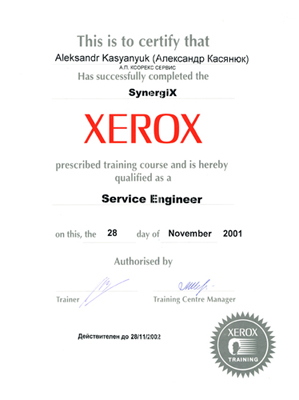 This is to certify that
Aleksandr Kasyanyuk (Александр Касянюк)
А.П. КСОРЕКС СЕРВИС
Has successfully completed the
SynergiX
XEROX
prescribed training course and is hereby
qualified as a
Service Engineer
on this, the 28 day of November 2001
Authorised by
Trainer Training Centre Manager
Действителен до 28/11/2002
XEROX
TRAINING